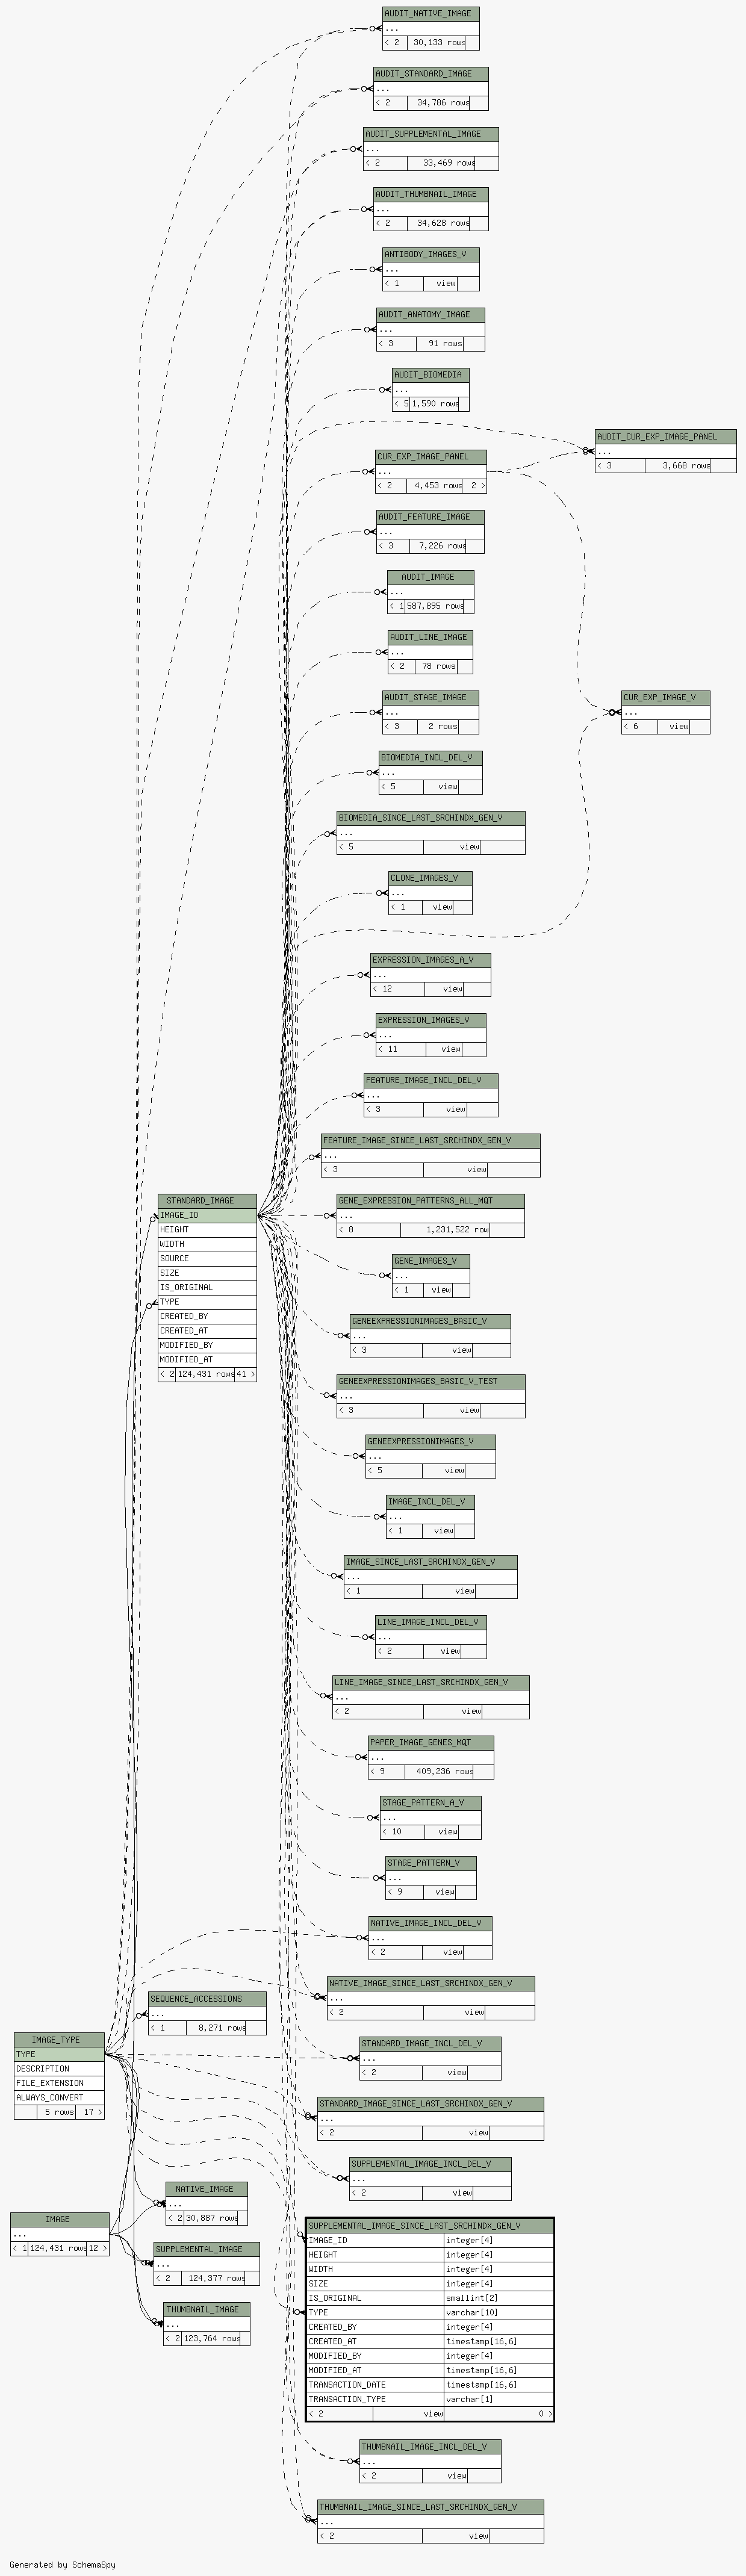 AUDIT_NATIVE_IMAGE
...
< 2 30,133 rows
AUDIT_STANDARD_IMAGE
...
< 2 34,786 rows
AUDIT_SUPPLEMENTAL_IMAGE
...
< 2 33,469 rows
AUDIT_THUMBNAIL_IMAGE
...
< 2 34,628 rows
ANTIBODY_IMAGES_V
...
< 1 view
AUDIT_ANATOMY_IMAGE
...
< 3 91 rows
AUDIT_BIOMEDIA
...
< 5 1,590 rows
AUDIT_CUR_EXP_IMAGE_PANEL
...
< 3 3,668 rows
CUR_EXP_IMAGE_PANEL
...
< 2 4,453 rows 2 >
AUDIT_FEATURE_IMAGE
...
< 3 7,226 rows
AUDIT_IMAGE
...
< 1 587,895 rows
AUDIT_LINE_IMAGE
...
< 2 78 rows
AUDIT_STAGE_IMAGE
...
< 3 2 rows
CUR_EXP_IMAGE_V
...
< 6 view
BIOMEDIA_INCL_DEL_V
...
< 5 view
BIOMEDIA_SINCE_LAST_SRCHINDX_GEN_V
...
< 5 view
CLONE_IMAGES_V
...
< 1 view
EXPRESSION_IMAGES_A_V
...
< 12 view
EXPRESSION_IMAGES_V
...
< 11 view
FEATURE_IMAGE_INCL_DEL_V
...
< 3 view
FEATURE_IMAGE_SINCE_LAST_SRCHINDX_GEN_V
...
< 3 view
STANDARD_IMAGE
IMAGE_ID
HEIGHT
WIDTH
SOURCE
SIZE
IS_ORIGINAL
TYPE
CREATED_BY
CREATED_AT
MODIFIED_BY
MODIFIED_AT
< 2 124,431 rows 41 >
GENE_EXPRESSION_PATTERNS_ALL_MQT
...
< 8 1,231,522 row
GENE_IMAGES_V
...
< 1 view
GENEEXPRESSIONIMAGES_BASIC_V
...
< 3 view
GENEEXPRESSIONIMAGES_BASIC_V_TEST
...
< 3 view
GENEEXPRESSIONIMAGES_V
...
< 5 view
IMAGE_INCL_DEL_V
...
< 1 view
IMAGE_SINCE_LAST_SRCHINDX_GEN_V
...
< 1 view
LINE_IMAGE_INCL_DEL_V
...
< 2 view
LINE_IMAGE_SINCE_LAST_SRCHINDX_GEN_V
...
< 2 view
PAPER_IMAGE_GENES_MQT
...
< 9 409,236 rows
STAGE_PATTERN_A_V
...
< 10 view
STAGE_PATTERN_V
...
< 9 view
NATIVE_IMAGE_INCL_DEL_V
...
< 2 view
NATIVE_IMAGE_SINCE_LAST_SRCHINDX_GEN_V
...
< 2 view
SEQUENCE_ACCESSIONS
...
< 1 8,271 rows
IMAGE_TYPE
TYPE
DESCRIPTION
FILE_EXTENSION
ALWAYS_CONVERT
5 rows 17 >
STANDARD_IMAGE_INCL_DEL_V
...
< 2 view
STANDARD_IMAGE_SINCE_LAST_SRCHINDX_GEN_V
...
< 2 view
SUPPLEMENTAL_IMAGE_INCL_DEL_V
...
< 2 view
NATIVE_IMAGE
...
< 2 30,887 rows
IMAGE
...
< 1 124,431 rows 12 >
SUPPLEMENTAL_IMAGE
...
< 2 124,377 rows
THUMBNAIL_IMAGE
...
< 2 123,764 rows
SUPPLEMENTAL_IMAGE_SINCE_LAST_SRCHINDX_GEN_V
IMAGE_ID integer[4]
HEIGHT integer[4]
WIDTH integer[4]
SIZE integer[4]
IS_ORIGINAL smallint[2]
TYPE varchar[10]
CREATED_BY integer[4]
CREATED_AT timestamp[16,6]
MODIFIED_BY integer[4]
MODIFIED_AT timestamp[16,6]
TRANSACTION_DATE timestamp[16,6]
TRANSACTION_TYPE varchar[1]
< 2 view 0 >
THUMBNAIL_IMAGE_INCL_DEL_V
...
< 2 view
THUMBNAIL_IMAGE_SINCE_LAST_SRCHINDX_GEN_V
...
< 2 view
Generated by SchemaSpy